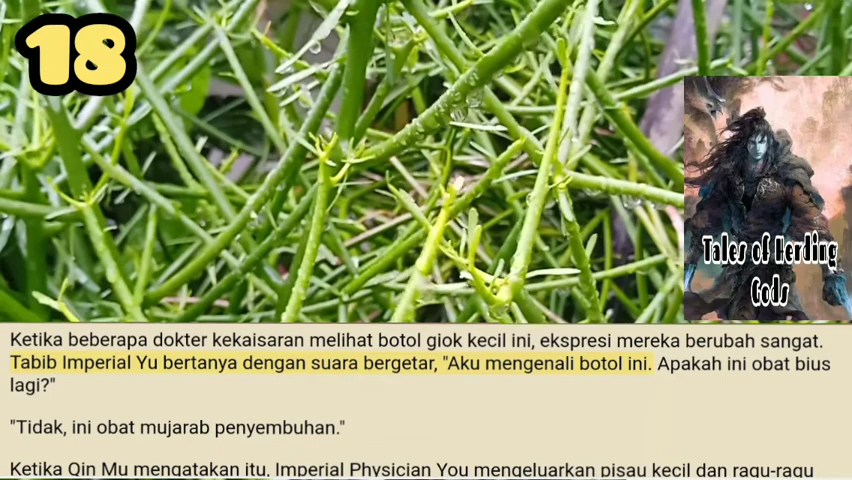 18
Tales of Herding
Gods
Ketika beberapa dokter kekaisaran melihat botol giok kecil ini, ekspresi mereka berubah sangat.
Tabib Imperial Yu bertanya dengan suara bergetar, "Aku mengenali botol ini. Apakah ini obat bius
lagi?"
"Tidak, ini obat mujarab penyembuhan."
Ketika Qin Mu mengatakan itu, Imperial Physician You mengeluarkan pisau kecil dan ragu-ragu